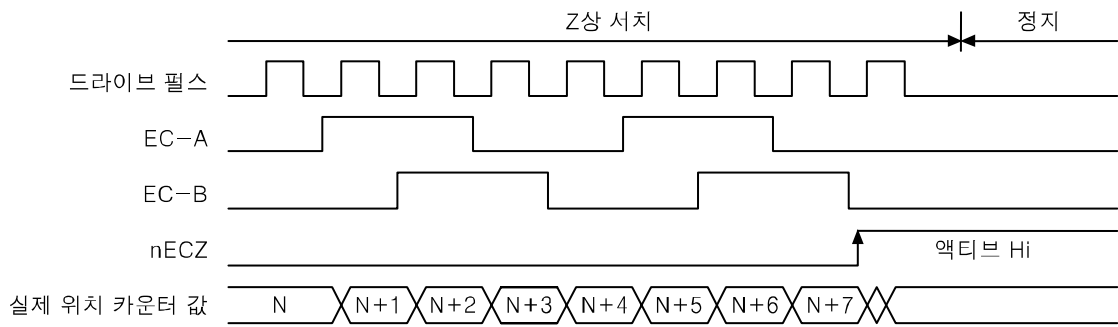 Z상 서치 정지
드라이브 펄스
EC-A
EC-B
nECZ 액티브 Hi
실제 위치 카운터 값 N N+1 N+2 N+3 N+4 N+5 N+6 N+7